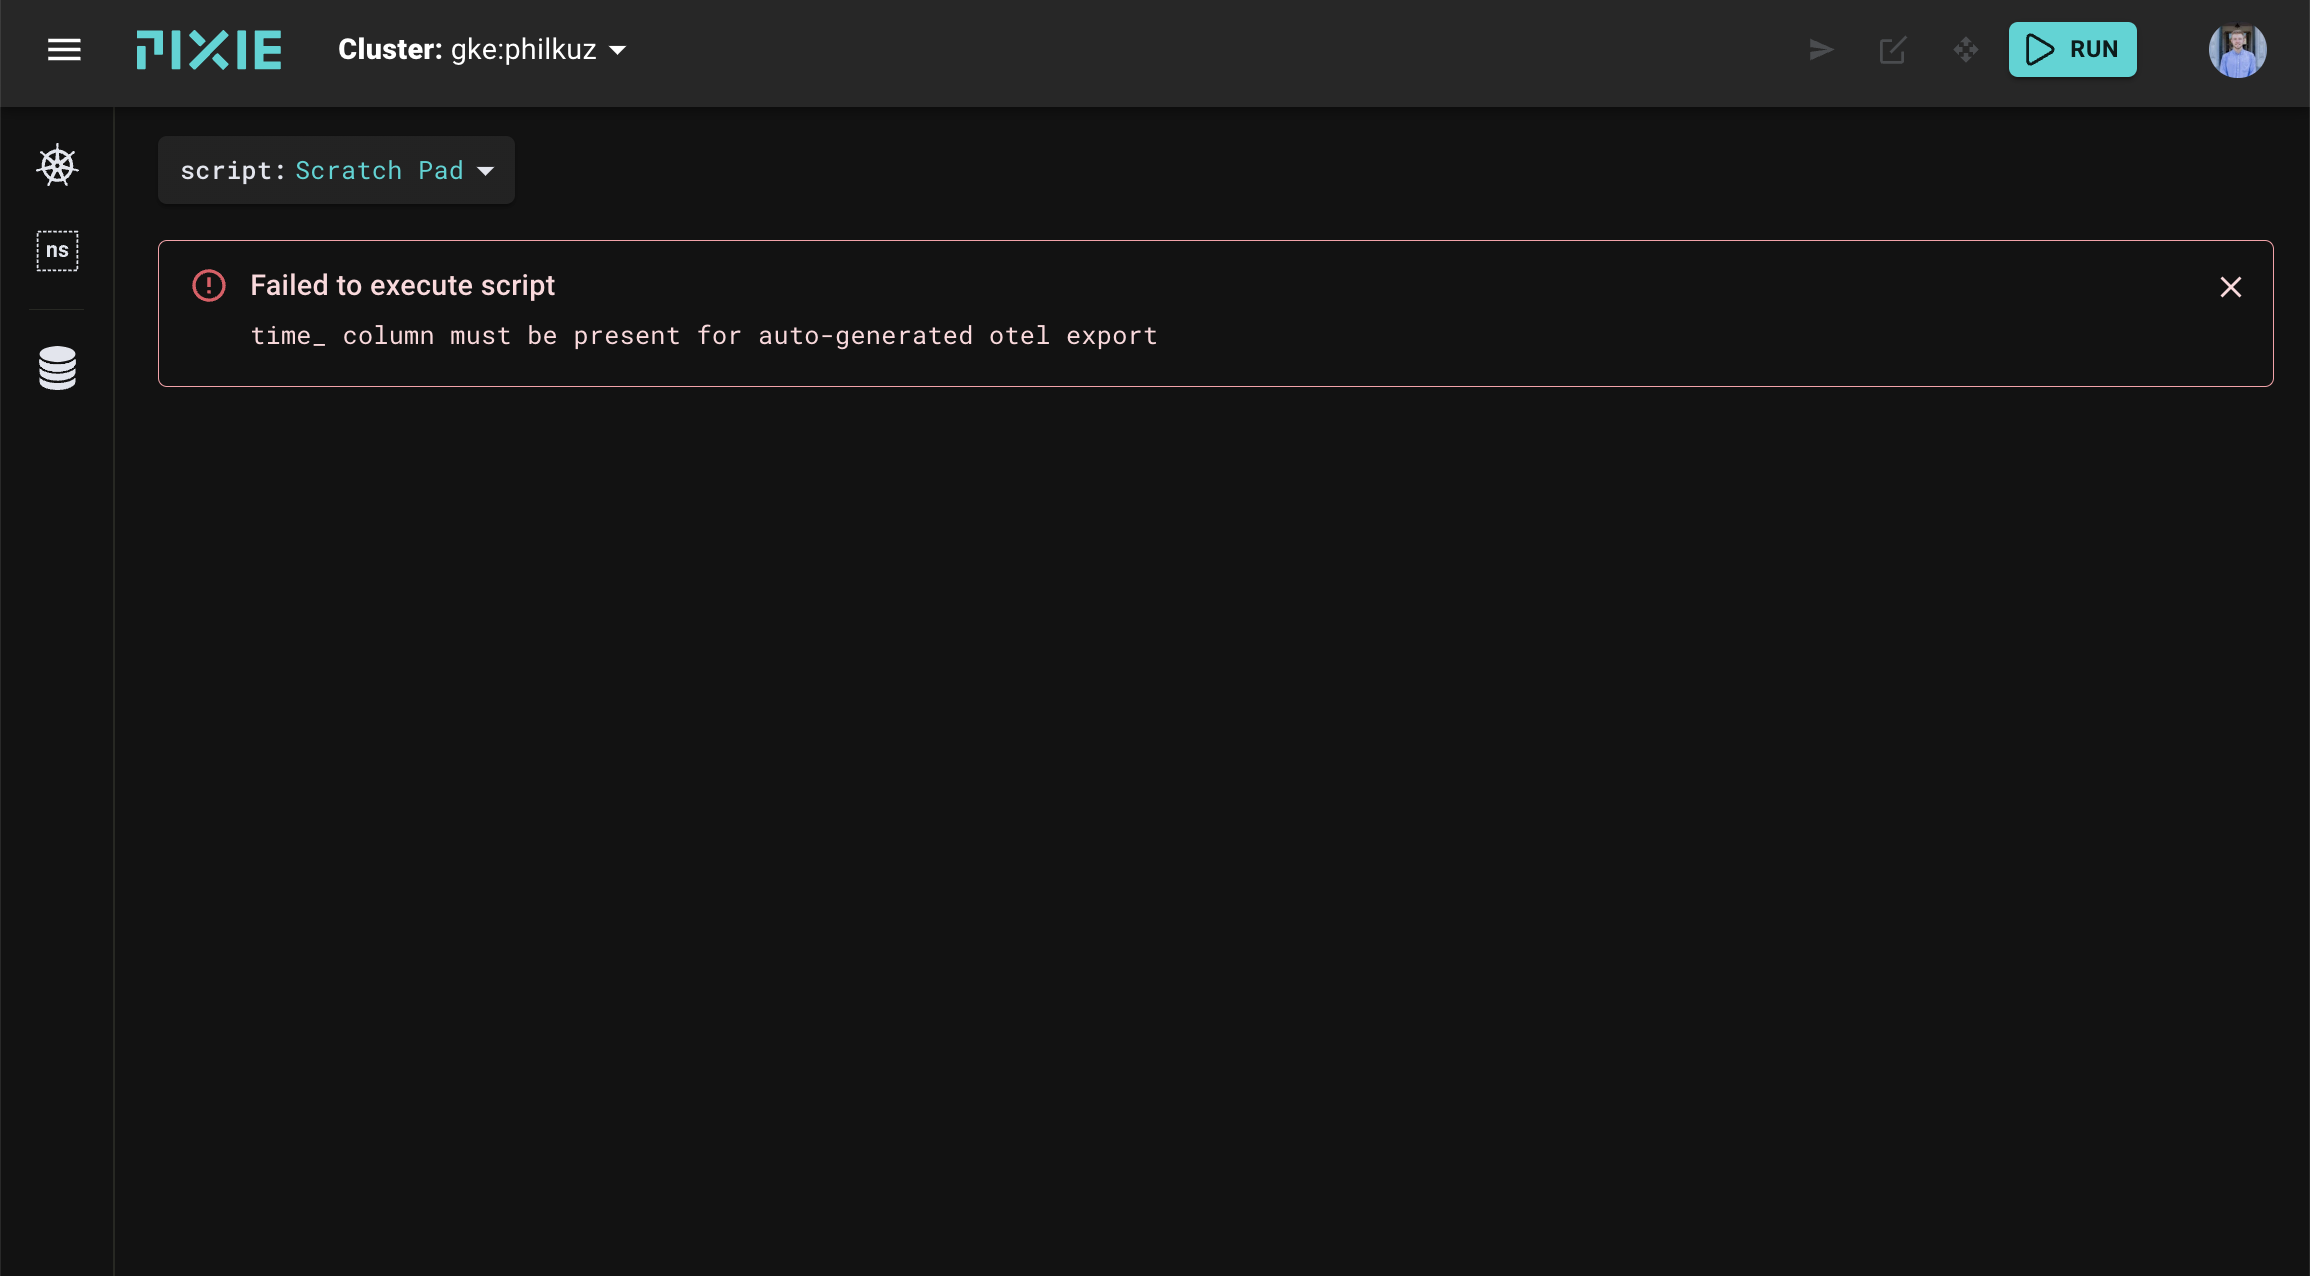 PIXIE
Cluster: gke:philkuz
RUN
script: Scratch Pad
ns
Failed to execute script
time_ column must be present for auto-generated otel export